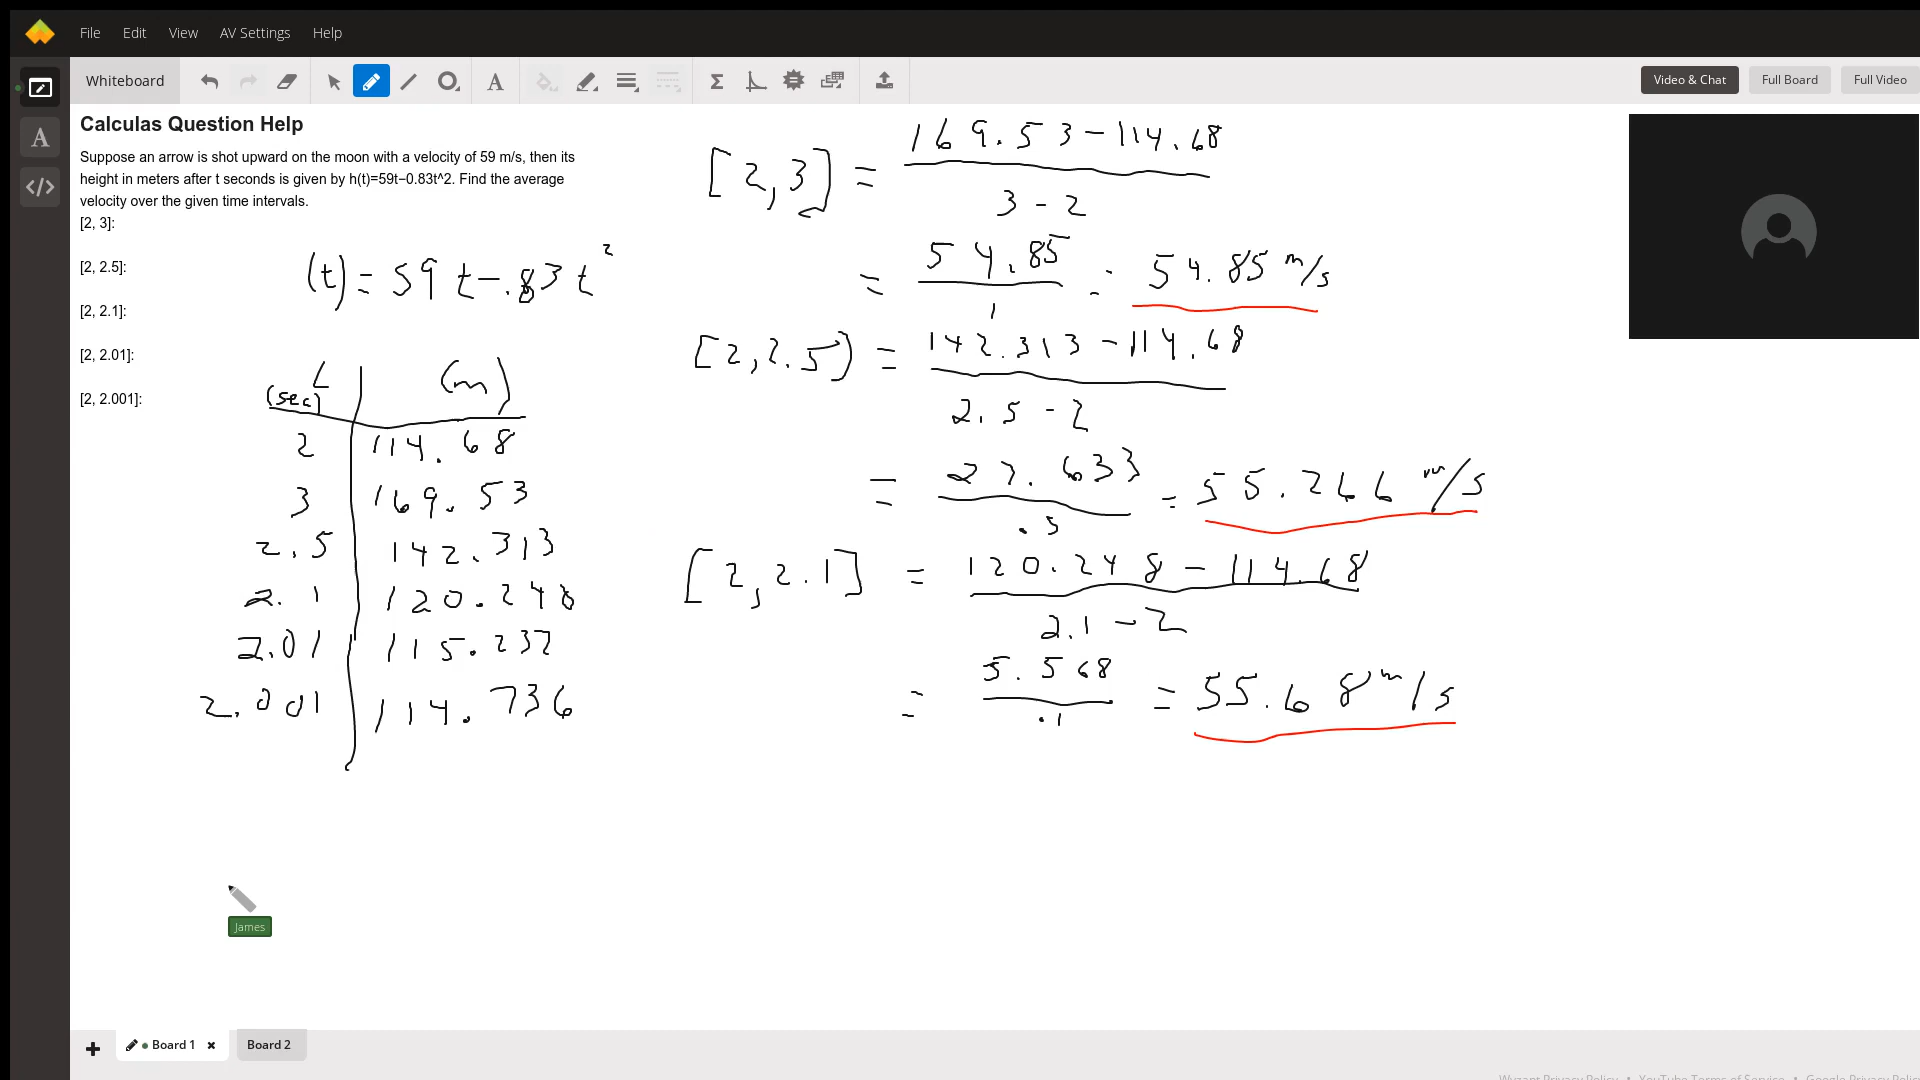 File Edit View AV Settings Help
Whiteboard A Σ Video & Chat Full Board Full Video
A
</>
Calculas Question Help
Suppose an arrow is shot upward on the moon with a velocity of 59 m/s, then its
height in meters after t seconds is given by h(t)=59t−0.83t^2. Find the average
velocity over the given time intervals.
[2, 3]:
[2, 2.5]:
[2, 2.1]:
[2, 2.01]:
[2, 2.001]:
(t) = 59t - .83t²
(sec) (m)
2 114.68
3 169.53
2.5 142.313
2.1 120.248
2.01 115.237
2.001 114.736
[2,3] = 169.53 - 114.68
3 - 2
= 54.85 = 54.85 m/s
1
[2,2.5) = 142.313 - 114.68
2.5 - 2
= 27.633 = 55.266 m/s
.5
[2,2.1] = 120.248 - 114.68
2.1 - 2
= 5.568 = 55.68 m/s
.1
James
Board 1 Board 2
Wyzant Privacy Policy • YouTube Terms of Service •